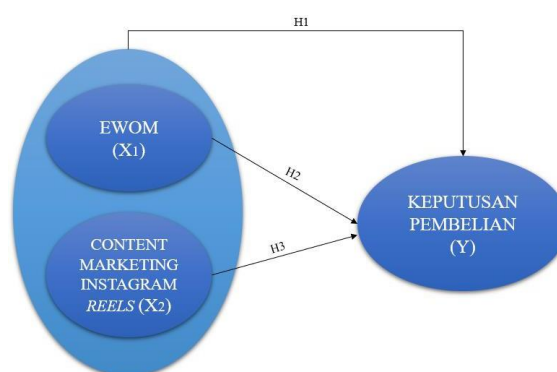 H1
EWOM
(X1)
H2
KEPUTUSAN
PEMBELIAN
(Y)
H3
CONTENT
MARKETING
INSTAGRAM
REELS (X2)